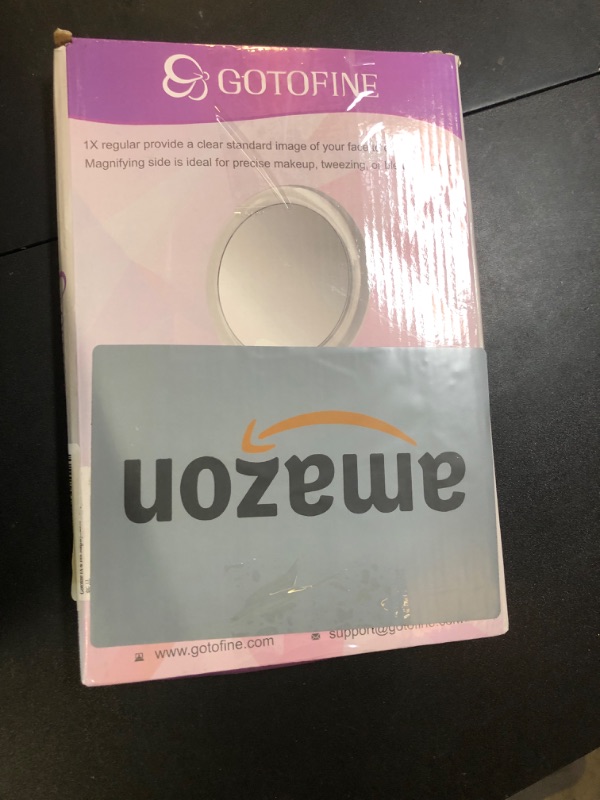 GOTOFINE
1X regular provide a clear standard image of your face
Magnifying side is ideal for precise makeup, tweezing, or
amazon
www.gotofine.com